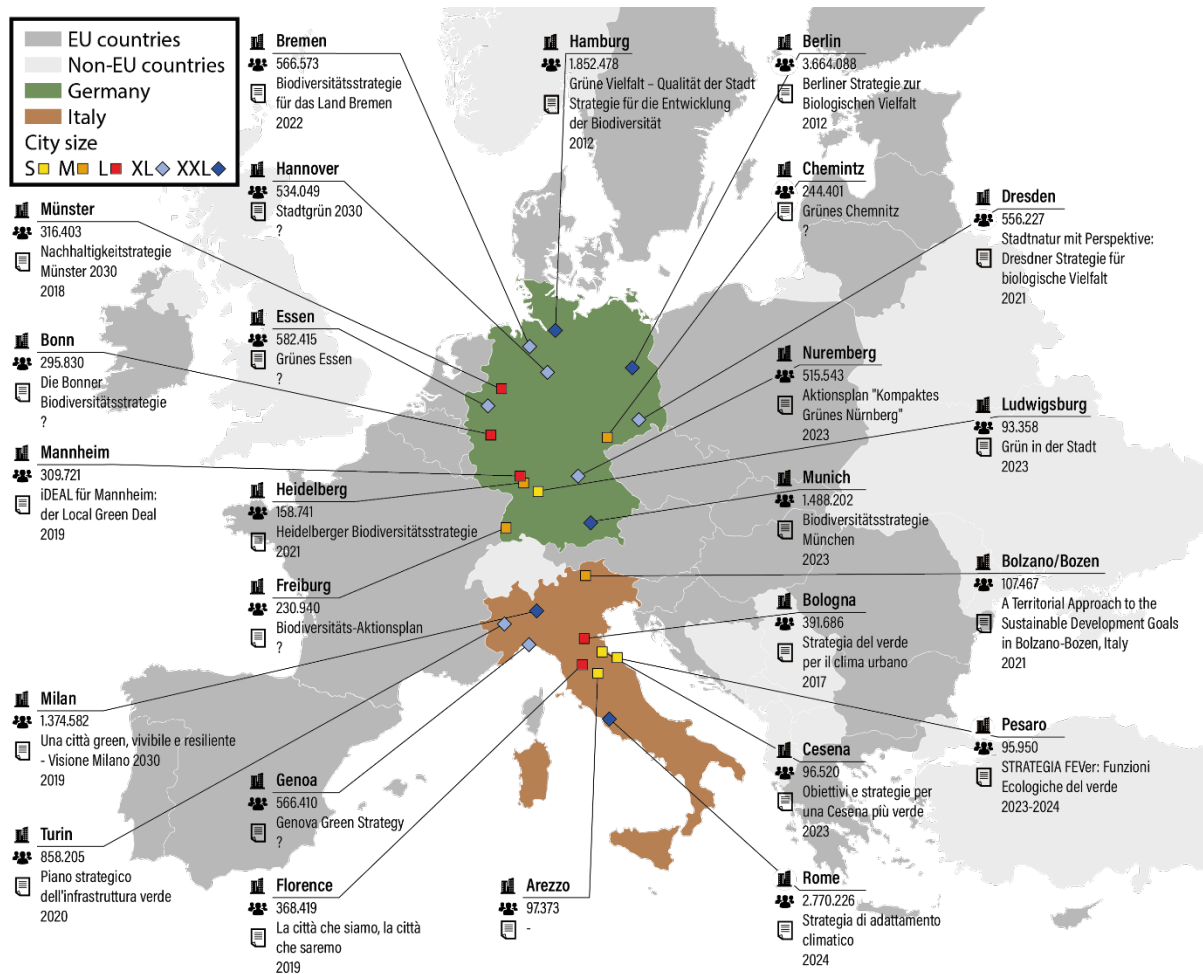 EU countries
Non-EU countries
Germany
Italy
City size
S M L XL XXL
Bremen
566.573
Biodiversitätsstrategie
für das Land Bremen
2022
Hamburg
1.852.478
Grüne Vielfalt – Qualität der Stadt
Strategie für die Entwicklung
der Biodiversität
2012
Berlin
3.664.088
Berliner Strategie zur
Biologischen Vielfalt
2012
Hannover
534.049
Stadtgrün 2030
?
Chemintz
244.401
Grünes Chemnitz
?
Dresden
556.227
Stadtnatur mit Perspektive:
Dresdner Strategie für
biologische Vielfalt
2021
Münster
316.403
Nachhaltigkeitstrategie
Münster 2030
2018
Essen
582.415
Grünes Essen
?
Bonn
295.830
Die Bonner
Biodiversitätsstrategie
?
Nuremberg
515.543
Aktionsplan "Kompaktes
Grünes Nürnberg"
2023
Ludwigsburg
93.358
Grün in der Stadt
2023
Mannheim
309.721
iDEAL für Mannheim:
der Local Green Deal
2019
Heidelberg
158.741
Heidelberger Biodiversitätsstrategie
2021
Munich
1.488.202
Biodiversitätsstrategie
München
2023
Freiburg
230.940
Biodiversitäts-Aktionsplan
?
Bolzano/Bozen
107.467
A Territorial Approach to the
Sustainable Development Goals
in Bolzano-Bozen, Italy
2021
Bologna
391.686
Strategia del verde
per il clima urbano
2017
Milan
1.374.582
Una città green, vivibile e resiliente
- Visione Milano 2030
2019
Genoa
566.410
Genova Green Strategy
?
Cesena
96.520
Obiettivi e strategie per
una Cesena più verde
2023
Pesaro
95.950
STRATEGIA FEVer: Funzioni
Ecologiche del verde
2023-2024
Turin
858.205
Piano strategico
dell'infrastruttura verde
2020
Florence
368.419
La città che siamo, la città
che saremo
2019
Arezzo
97.373
-
Rome
2.770.226
Strategia di adattamento
climatico
2024